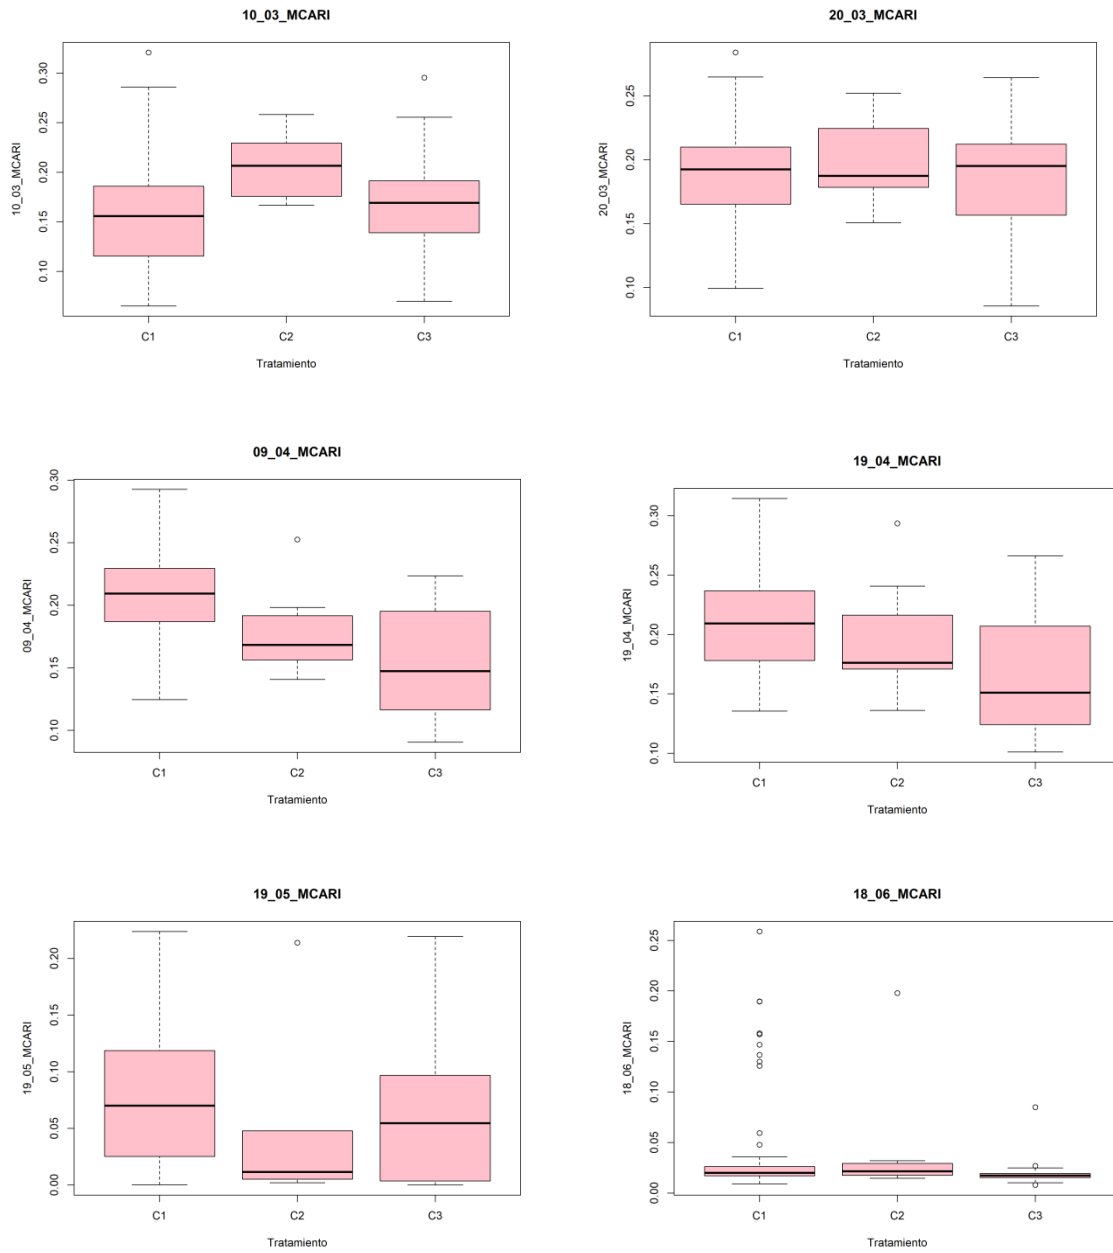 10_03_MCARI
10_03_MCARI
0.30
0.25
0.20
0.15
0.10
C1 C2 C3
Tratamiento
20_03_MCARI
20_03_MCARI
0.25
0.20
0.15
0.10
C1 C2 C3
Tratamiento
09_04_MCARI
09_04_MCARI
0.30
0.25
0.20
0.15
0.10
C1 C2 C3
Tratamiento
19_04_MCARI
19_04_MCARI
0.30
0.25
0.20
0.15
0.10
C1 C2 C3
Tratamiento
19_05_MCARI
19_05_MCARI
0.20
0.15
0.10
0.05
0.00
C1 C2 C3
Tratamiento
18_06_MCARI
18_06_MCARI
0.25
0.20
0.15
0.10
0.05
0.00
C1 C2 C3
Tratamiento